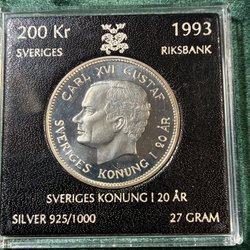 200 Kr 1993
SVERIGES RIKSBANK
CARL XVI GUSTAF
SVERIGES KONUNG I 20 ÅR
SVERIGES KONUNG I 20 ÅR
SILVER 925/1000 27 GRAM